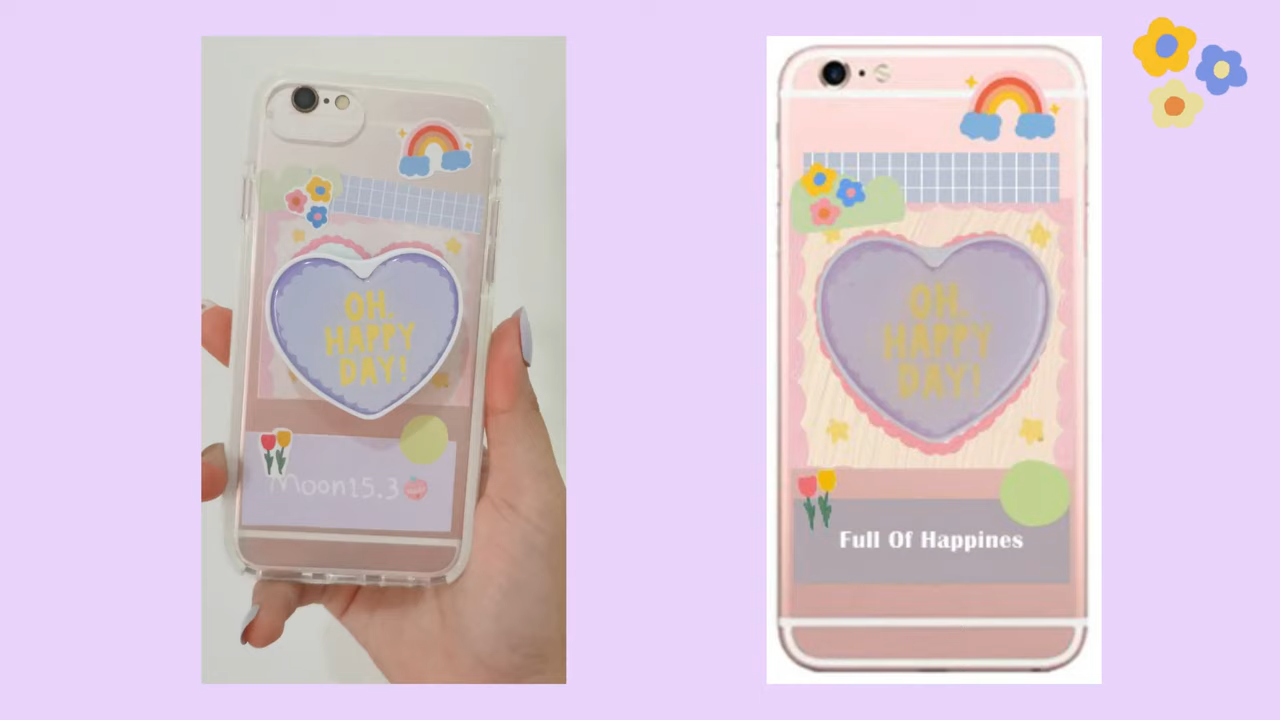 OH,
HAPPY
DAY!
Moon15.3
OH,
HAPPY
DAY!
Full Of Happines